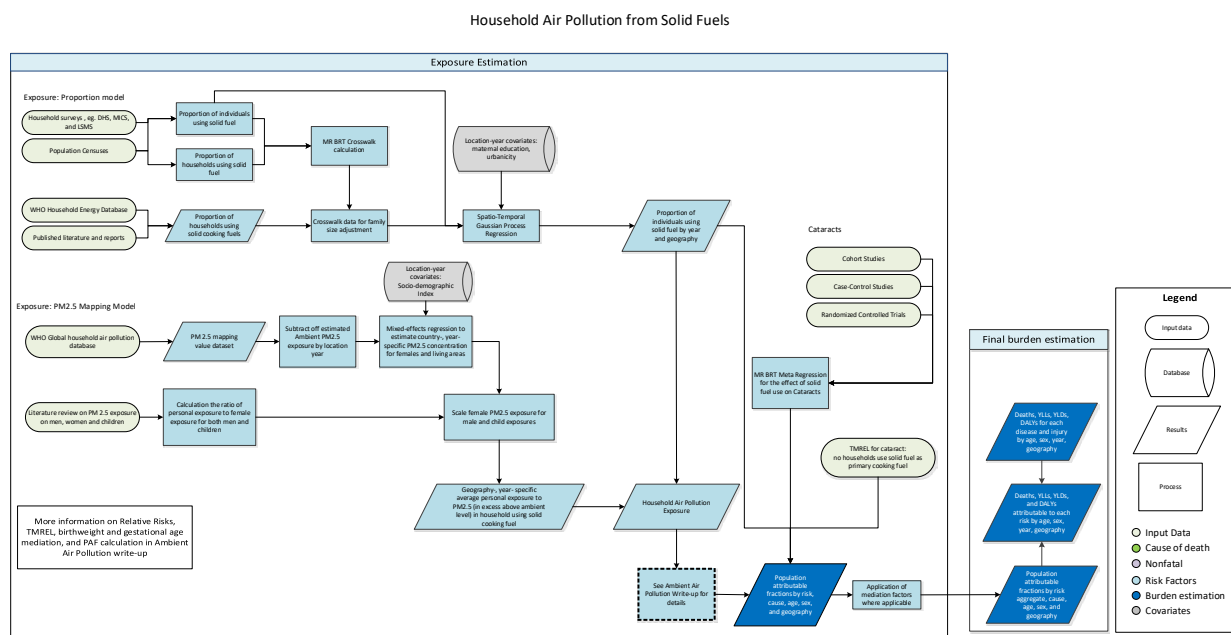 Household Air Pollution from Solid Fuels
Exposure Estimation
Exposure: Proportion model
Household surveys , eg. DHS, MICS,
and LSMS
Population Censuses
Proportion of individuals
using solid fuel
Proportion of
households using solid
fuel
MR BRT Crosswalk
calculation
Location-year
covariates:
maternal education,
urbanicity
WHO Household Energy Database
Published literature and reports
Proportion of
households using
solid cooking fuels
Crosswalk data for family
size adjustment
Spatio-Temporal
Gaussian Process
Regression
Proportion of
individuals using
solid fuel by year
and geography
Cataracts
Cohort Studies
Case-Control Studies
Randomized Controlled Trials
Location-year
covariates:
Socio-demographic
Index
Exposure: PM2.5 Mapping Model
WHO Global household air pollution
database
PM 2.5 mapping
value dataset
Subtract off estimated
Ambient PM2.5
exposure by location
year
Mixed-effects regression to
estimate country-, year-
specific PM2.5 concentration
for females and living areas
MR BRT Meta Regression
for the effect of solid
fuel use on Cataracts
Literature review on PM 2.5 exposure
on men, women and children
Calculation the ratio of
personal exposure to female
exposure for both men and
children
Scale female PM2.5 exposure for
male and child exposures
TMREL for cataract:
no households use solid fuel as
primary cooking fuel
Geography-, year- specific
average personal exposure to
PM2.5 (in excess above ambient
level) in household using solid
cooking fuel
Household Air Pollution
Exposure
More information on Relative Risks,
TMREL, birthweight and gestational age
mediation, and PAF calculation in Ambient
Air Pollution write-up
See Ambient Air
Pollution Write-up for
details
Population
attributable
fractions by risk,
cause, age, sex,
and geography
Application of
mediation factors
where applicable
Final burden estimation
Deaths, YLLs, YLDs,
DALYs for each
disease and injury
by age, sex, year,
geography
Deaths, YLLs, YLDs,
and DALYs
attributable to each
risk by age, sex,
year, geography
Population
attributable
fractions by risk
aggregate, cause,
age, sex, and
geography
Legend
Input data
Database
Results
Process
Input Data
Cause of death
Nonfatal
Risk Factors
Burden estimation
Covariates